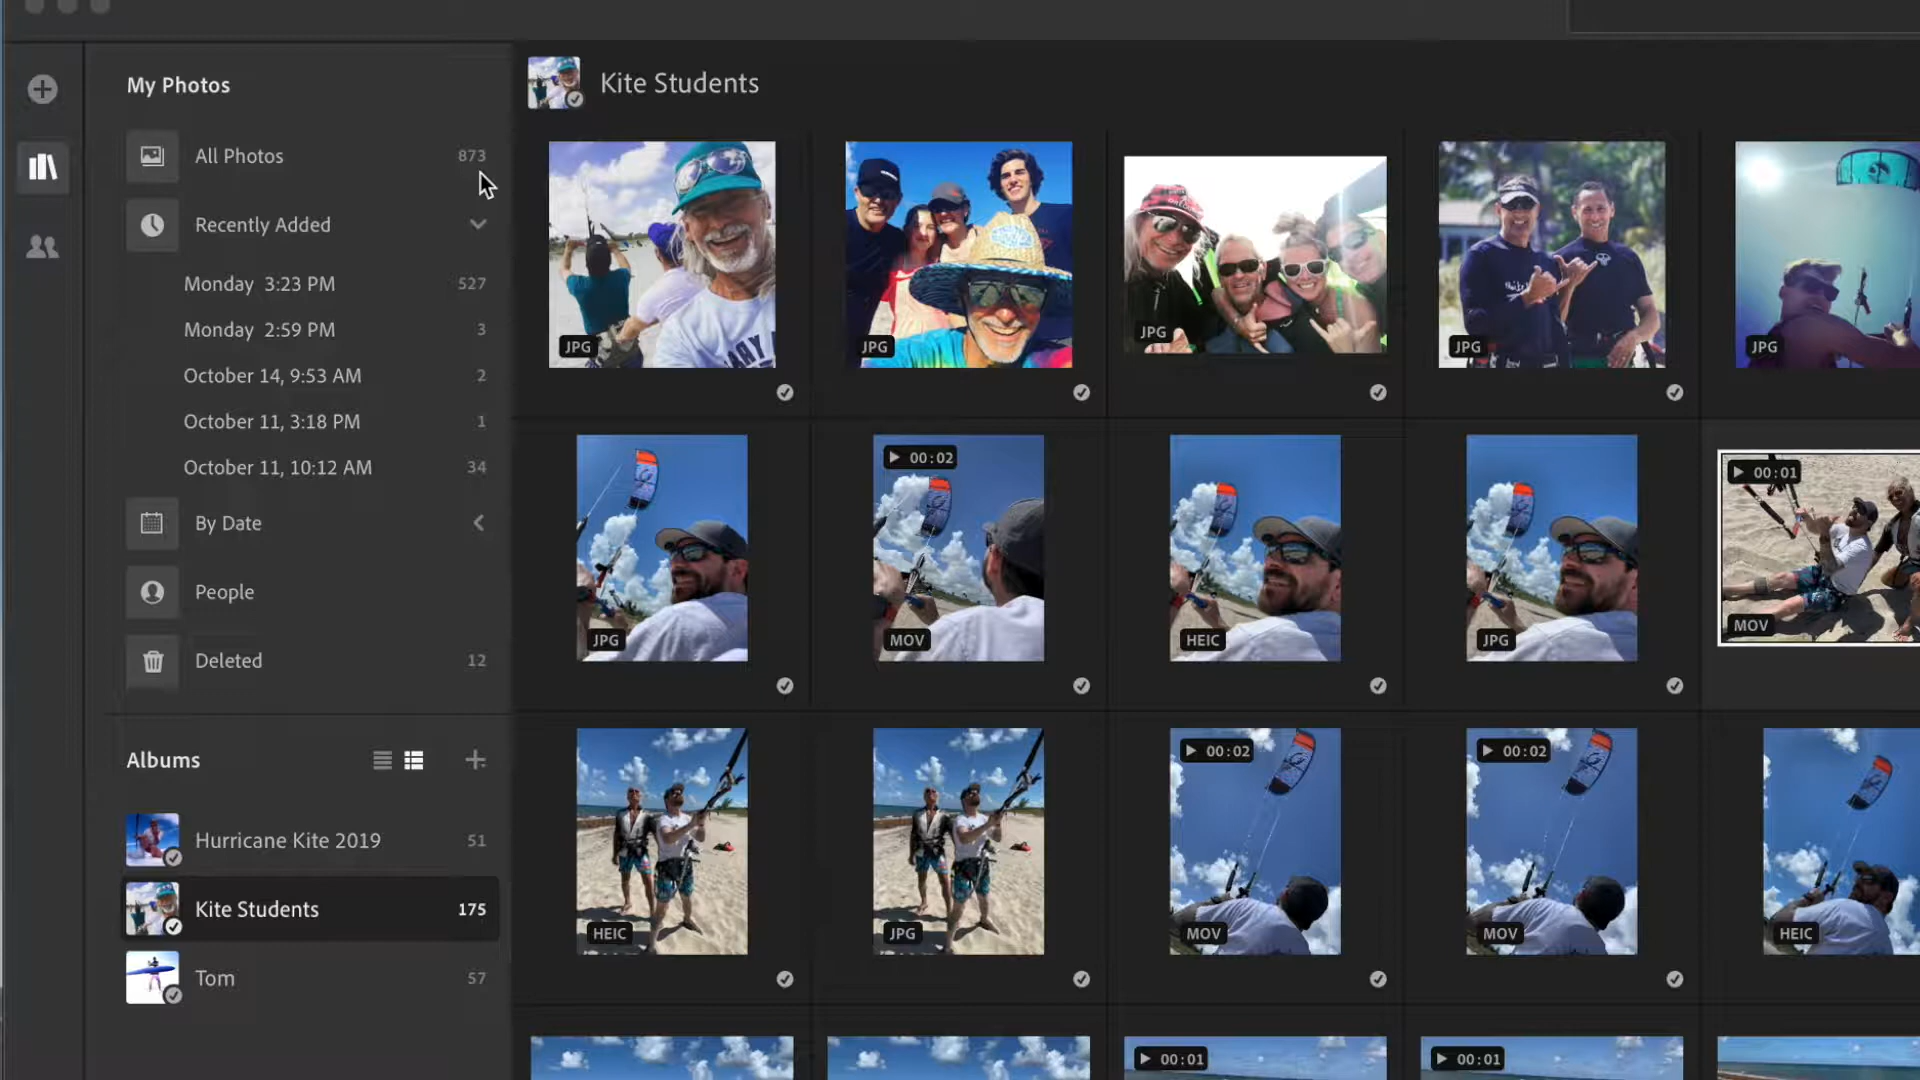 My Photos
All Photos 873
Recently Added
Monday 3:23 PM 527
Monday 2:59 PM 3
October 14, 9:53 AM 2
October 11, 3:18 PM 1
October 11, 10:12 AM 34
By Date
People
Deleted 12
Albums
Hurricane Kite 2019 51
Kite Students 175
Tom 57
Kite Students
JPG
JPG
JPG
JPG
JPG
00:02
00:01
JPG
MOV
HEIC
JPG
MOV
00:02
00:02
HEIC
JPG
MOV
MOV
HEIC
00:01
00:01